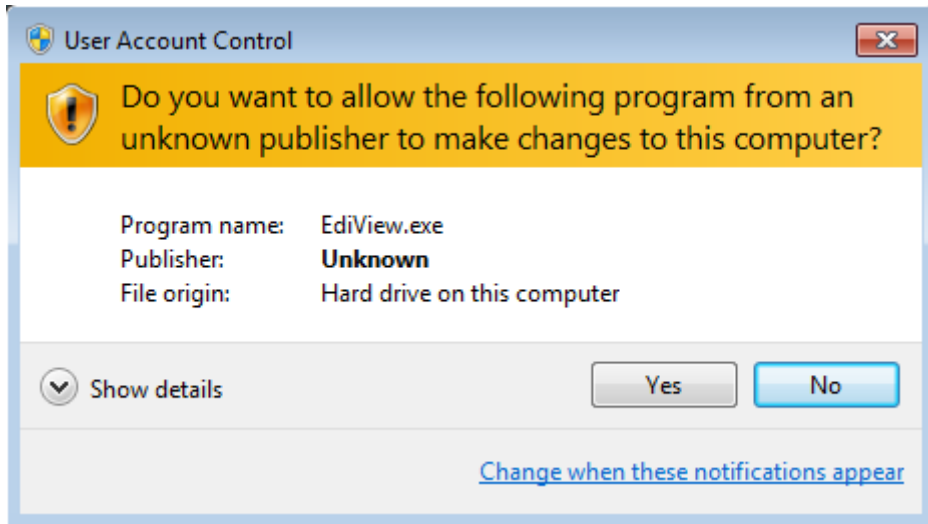 User Account Control
Do you want to allow the following program from an
unknown publisher to make changes to this computer?
Program name: EdiView.exe
Publisher: Unknown
File origin: Hard drive on this computer
Show details Yes No
Change when these notifications appear